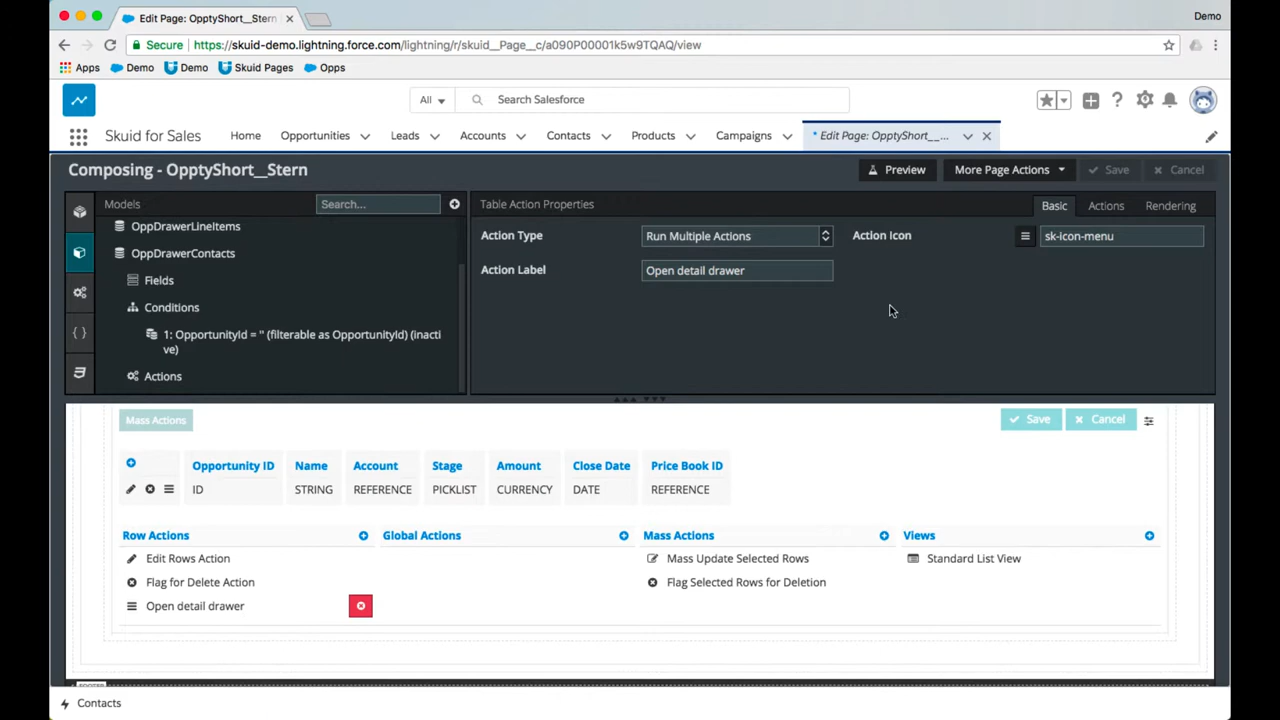 Edit Page: OpptyShort__Stern
Demo
Secure https://skuid-demo.lightning.force.com/lightning/r/skuid__Page__c/a090P00001k5w9TQAQ/view
Apps Demo Demo Skuid Pages Opps
All Search Salesforce
Skuid for Sales Home Opportunities Leads Accounts Contacts Products Campaigns * Edit Page: OpptyShort__...
Composing - OpptyShort__Stern Preview More Page Actions Save Cancel
Models Search... Table Action Properties Basic Actions Rendering
OppDrawerLineItems
OppDrawerContacts
Fields
Conditions
1: OpportunityId = '' (filterable as OpportunityId) (inacti
ve)
Actions
Action Type Run Multiple Actions Action Icon sk-icon-menu
Action Label Open detail drawer
Mass Actions Save Cancel
Opportunity ID Name Account Stage Amount Close Date Price Book ID
ID STRING REFERENCE PICKLIST CURRENCY DATE REFERENCE
Row Actions Global Actions Mass Actions Views
Edit Rows Action Mass Update Selected Rows Standard List View
Flag for Delete Action Flag Selected Rows for Deletion
Open detail drawer
FOOTER
Contacts